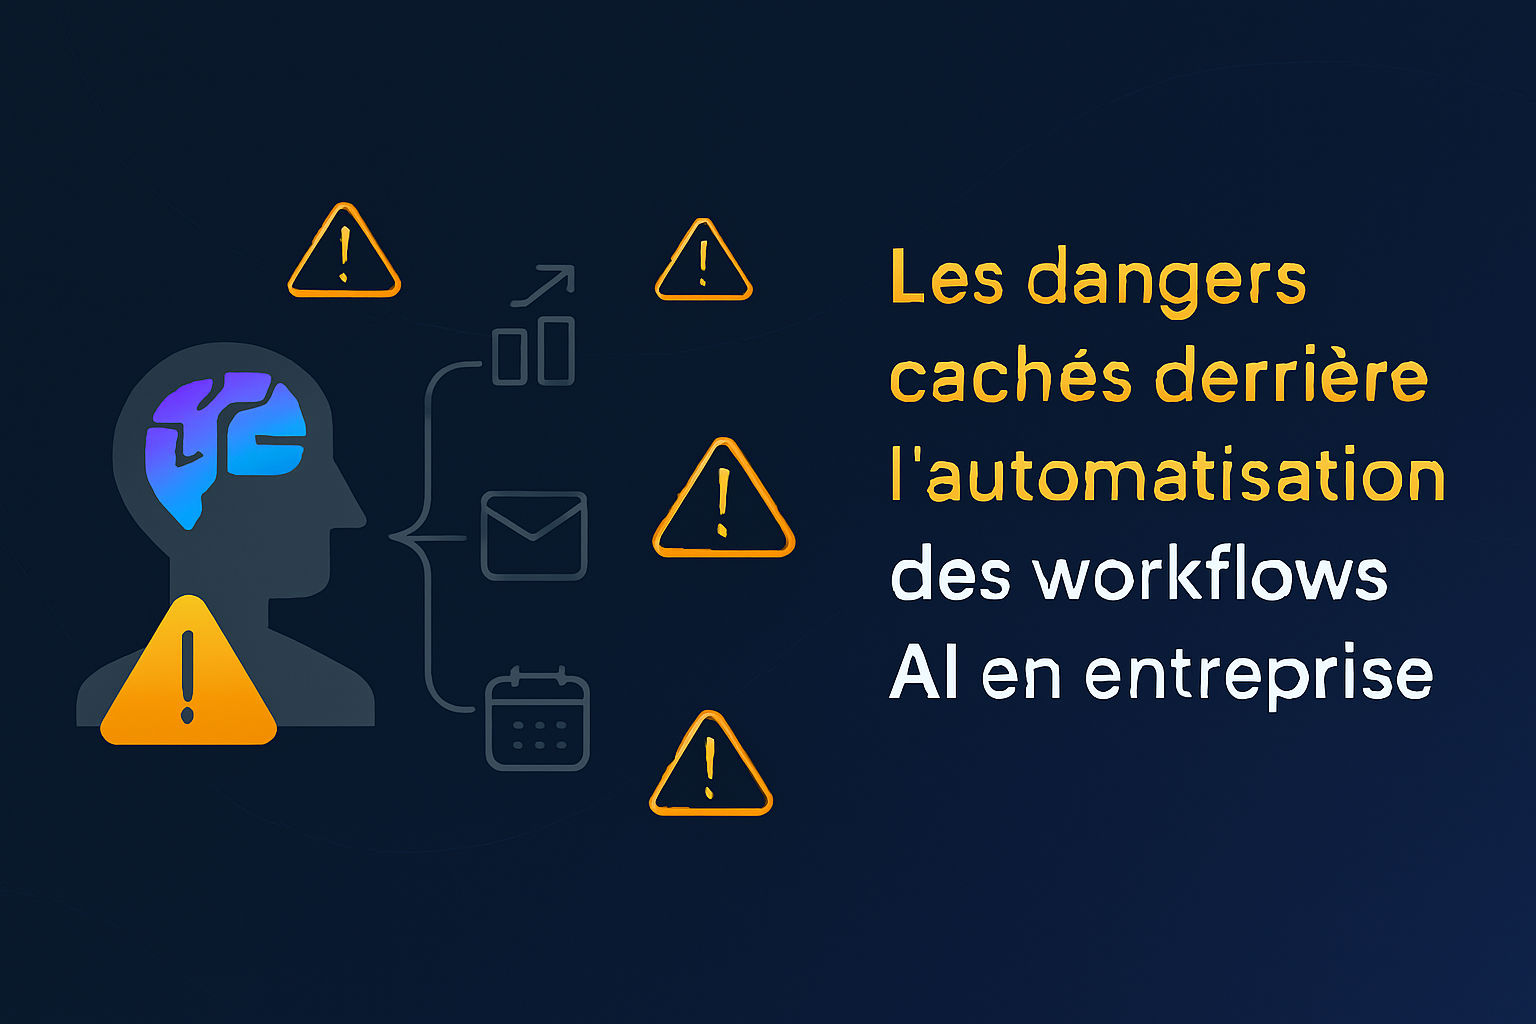 Les dangers
cachés derrière
l'automatisation
des workflows
AI en entreprise